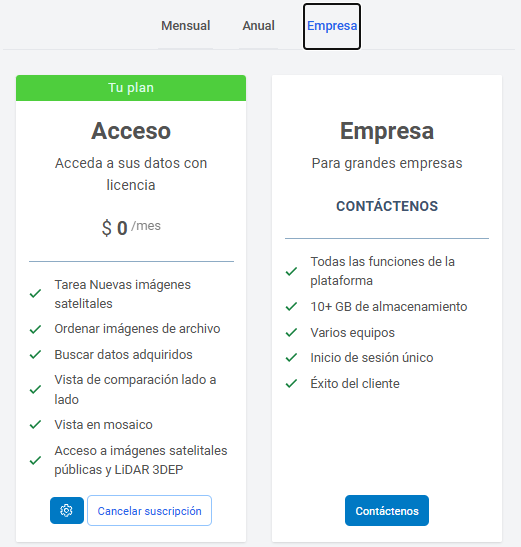 Mensual
Anual
Empresa
Tu plan
Acceso
Acceda a sus datos con
licencia
$ 0 /mes
Tarea Nuevas imágenes
satelitales
Ordenar imágenes de archivo
Buscar datos adquiridos
Vista de comparación lado a
lado
Vista en mosaico
Acceso a imágenes satelitales
públicas y LiDAR 3DEP
Cancelar suscripción
Empresa
Para grandes empresas
CONTÁCTENOS
Todas las funciones de la
plataforma
10+ GB de almacenamiento
Varios equipos
Inicio de sesión único
Éxito del cliente
Contáctenos